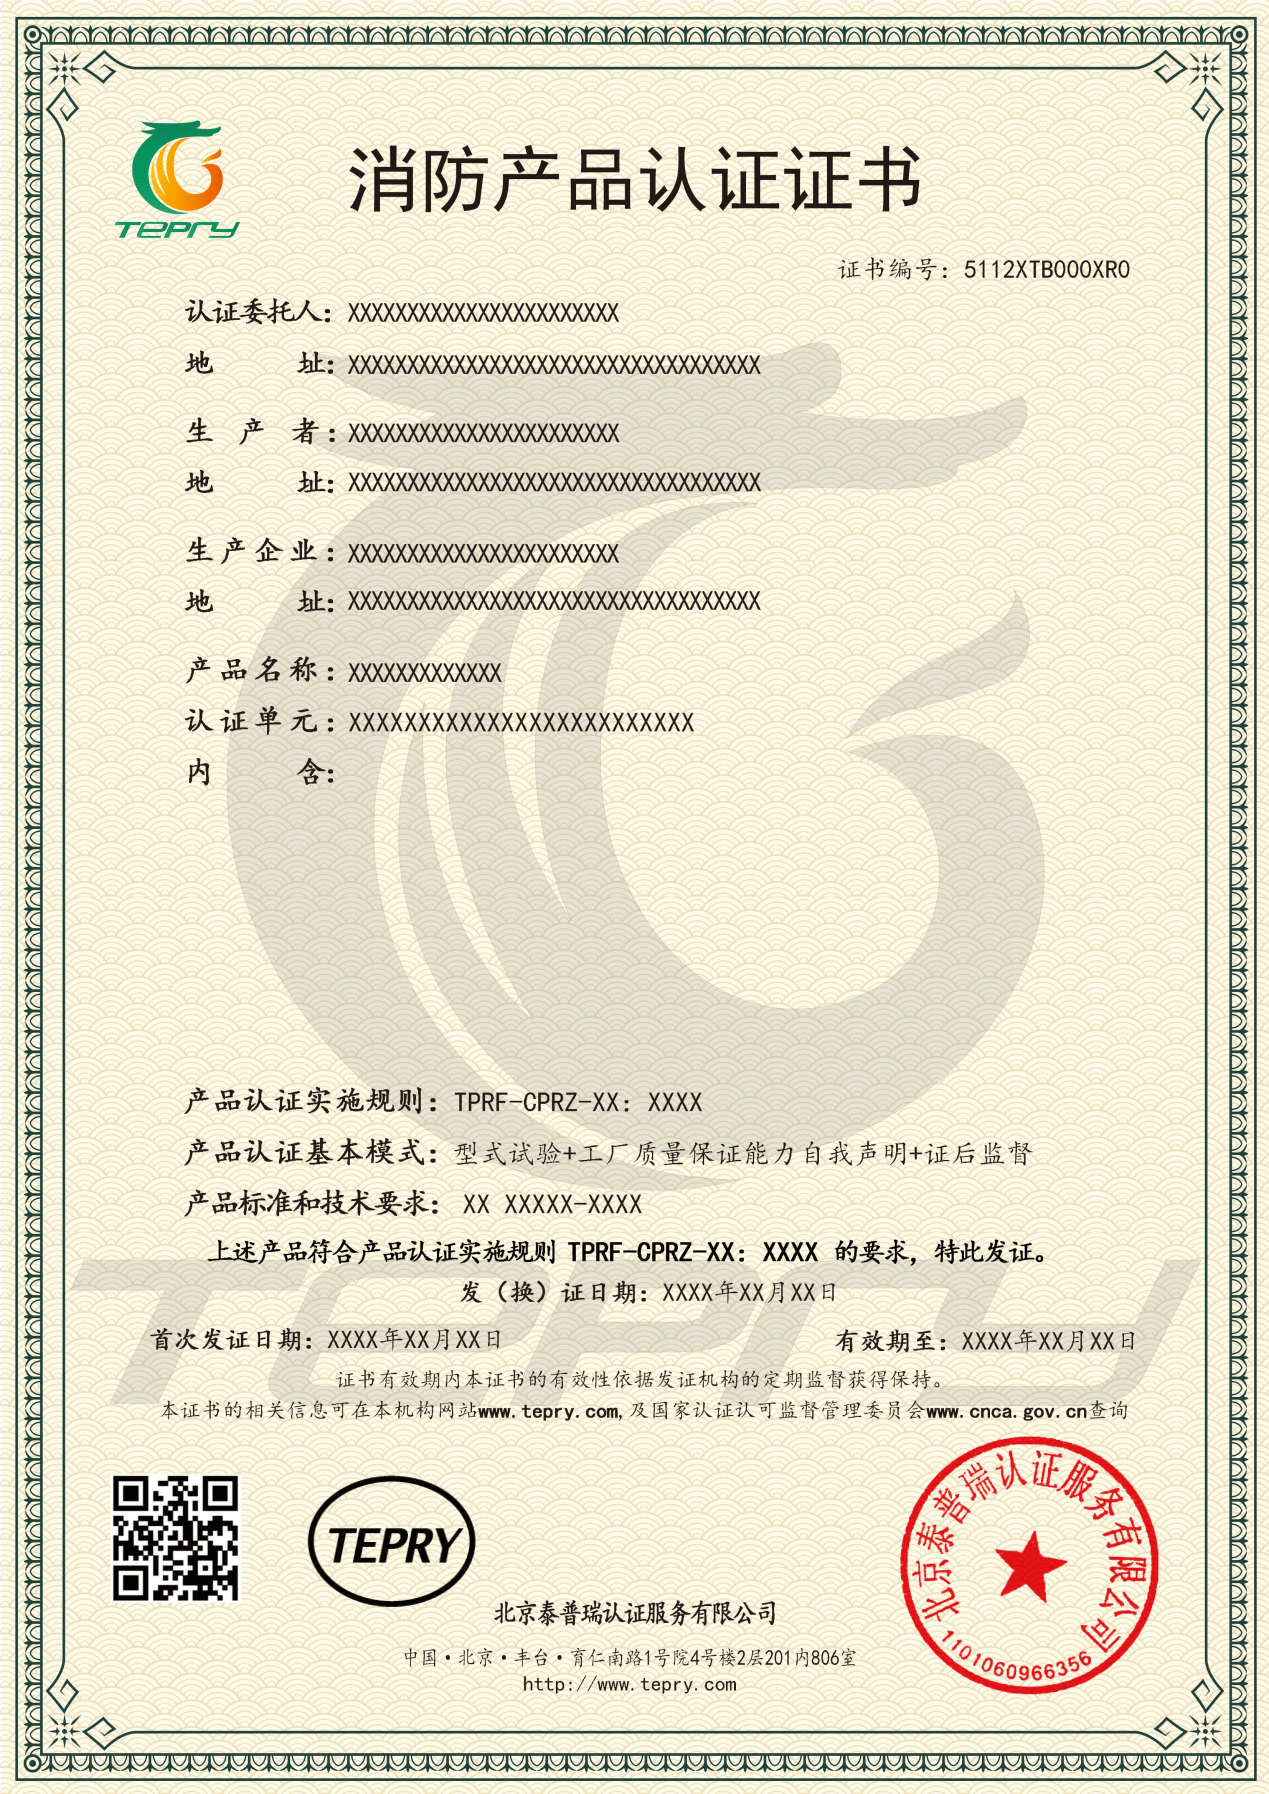 TEPRY
消防产品认证证书
证书编号：5112XTB000XR0
认证委托人：XXXXXXXXXXXXXXXXXXXXXXX
地 址：XXXXXXXXXXXXXXXXXXXXXXXXXXXXXXXXXXX
生 产 者：XXXXXXXXXXXXXXXXXXXXXXX
地 址：XXXXXXXXXXXXXXXXXXXXXXXXXXXXXXXXXXX
生产企业：XXXXXXXXXXXXXXXXXXXXXXX
地 址：XXXXXXXXXXXXXXXXXXXXXXXXXXXXXXXXXXX
产品名称：XXXXXXXXXXXXX
认证单元：XXXXXXXXXXXXXXXXXXXXXXXXX
内 含：
产品认证实施规则：TPRF-CPRZ-XX：XXXX
产品认证基本模式：型式试验+工厂质量保证能力自我声明+证后监督
产品标准和技术要求： XX XXXXX-XXXX
上述产品符合产品认证实施规则 TPRF-CPRZ-XX：XXXX 的要求，特此发证。
TEPRY
发（换）证日期：XXXX年XX月XX日
首次发证日期：XXXX年XX月XX日 有效期至：XXXX年XX月XX日
证书有效期内本证书的有效性依据发证机构的定期监督获得保持。
本证书的相关信息可在本机构网站www.tepry.com,及国家认证认可监督管理委员会www.cnca.gov.cn查询
TEPRY
北京泰普瑞认证服务有限公司
1101060966356
北京泰普瑞认证服务有限公司
中国·北京·丰台·育仁南路1号院4号楼2层201内806室
http://www.tepry.com